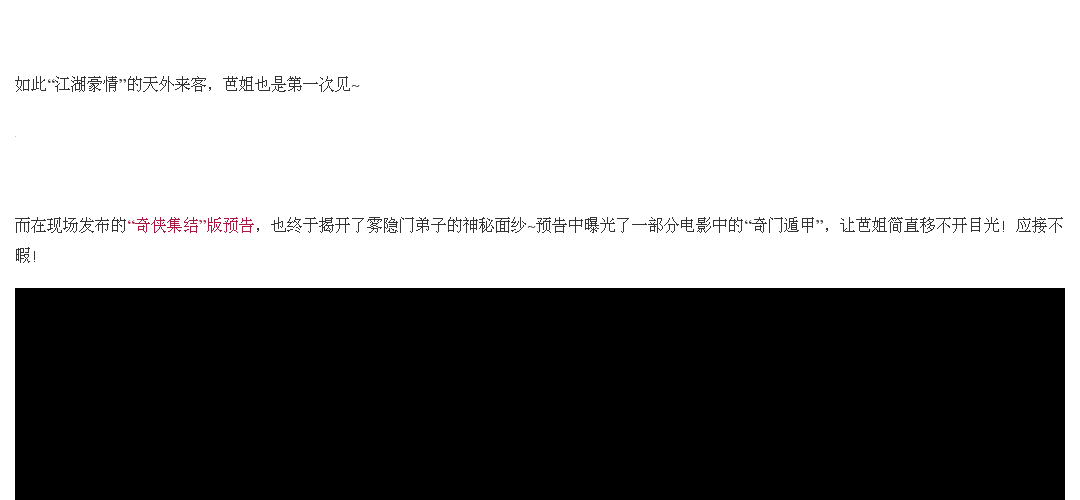 如此“江湖豪情”的天外来客，芭姐也是第一次见~
而在现场发布的“奇侠集结”版预告，也终于揭开了雾隐门弟子的神秘面纱~预告中曝光了一部分电影中的“奇门遁甲”，让芭姐简直移不开目光！应接不
暇！